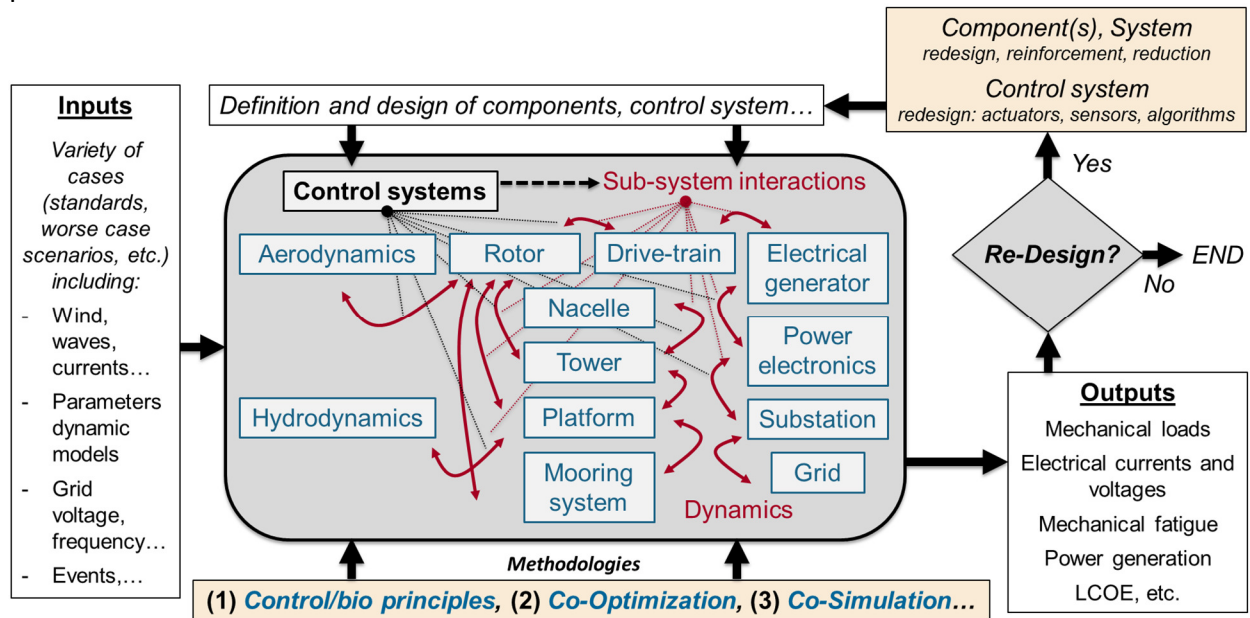 Inputs
Variety of
cases
(standards,
worse case
scenarios, etc.)
including:
- Wind,
waves,
currents…
- Parameters
dynamic
models
- Grid
voltage,
frequency…
- Events,…
Definition and design of components, control system…
Component(s), System
redesign, reinforcement, reduction
Control system
redesign: actuators, sensors, algorithms
Control systems
Sub-system interactions
Aerodynamics
Rotor
Drive-train
Electrical
generator
Nacelle
Power
electronics
Tower
Hydrodynamics
Platform
Substation
Mooring
system
Grid
Dynamics
Methodologies
(1) Control/bio principles, (2) Co-Optimization, (3) Co-Simulation…
Yes
Re-Design?
END
No
Outputs
Mechanical loads
Electrical currents and
voltages
Mechanical fatigue
Power generation
LCOE, etc.